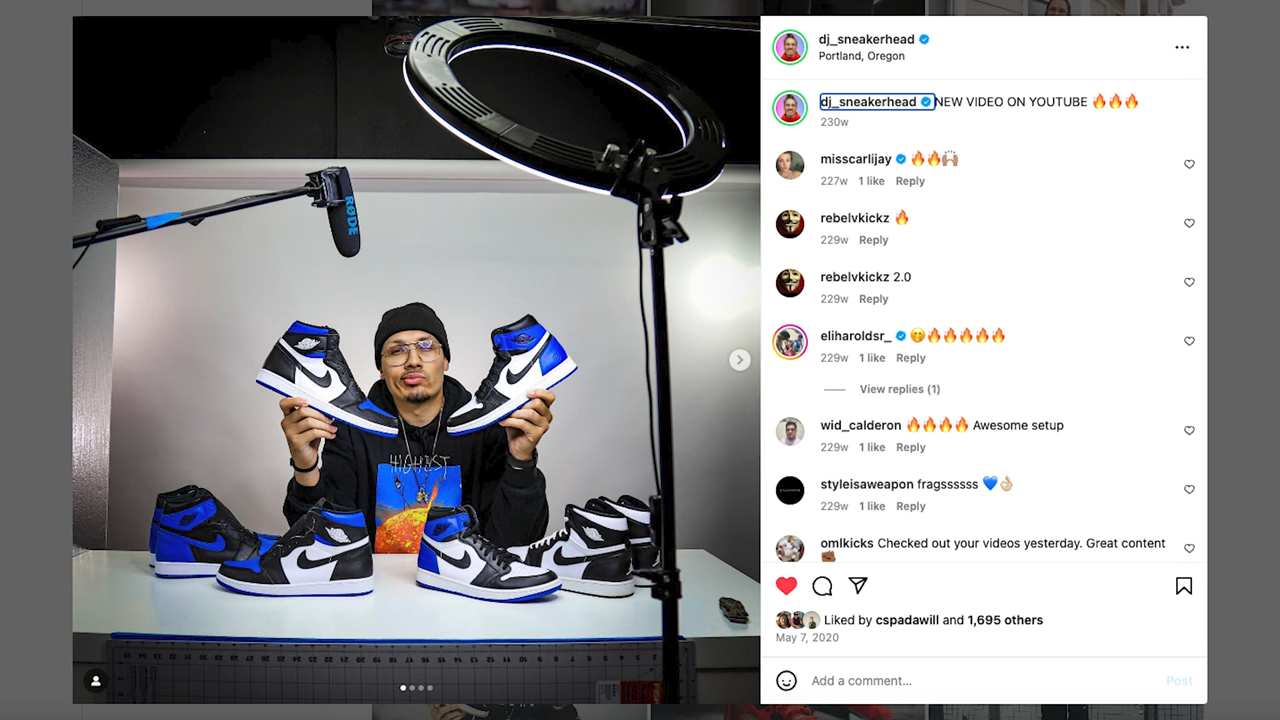 dj_sneakerhead
Portland, Oregon
dj_sneakerhead NEW VIDEO ON YOUTUBE 🔥🔥🔥
230w
misscarlijay 🔥🔥🙌🏽
227w 1 like Reply
rebelvkickz 🔥
229w Reply
rebelvkickz 2.0
229w Reply
eliharoldsr_ 🤭🔥🔥🔥🔥🔥
229w 1 like Reply
View replies (1)
wid_calderon 🔥🔥🔥🔥 Awesome setup
229w 1 like Reply
styleisaweapon fragssssss 💙👌🏼
229w 1 like Reply
omlkicks Checked out your videos yesterday. Great content
Liked by cspadawill and 1,695 others
May 7, 2020
Add a comment...
Post
RØDE